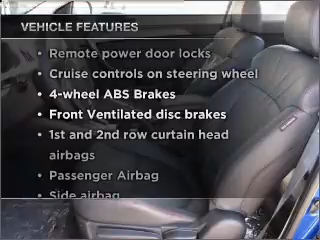 VEHICLE FEATURES
• Remote power door locks
• Cruise controls on steering wheel
• 4-wheel ABS Brakes
• Front Ventilated disc brakes
• 1st and 2nd row curtain head
airbags
• Passenger Airbag
• Side airbag